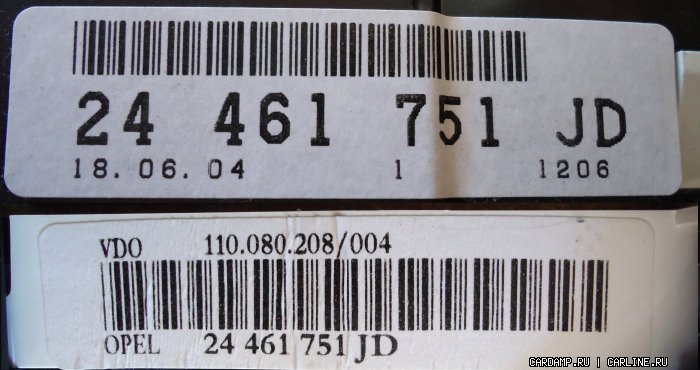 24 461 751 JD
18.06.04 1 1206
VDO 110.080.208/004
OPEL 24 461 751 JD
CARDAMP.RU | CARLINE.RU